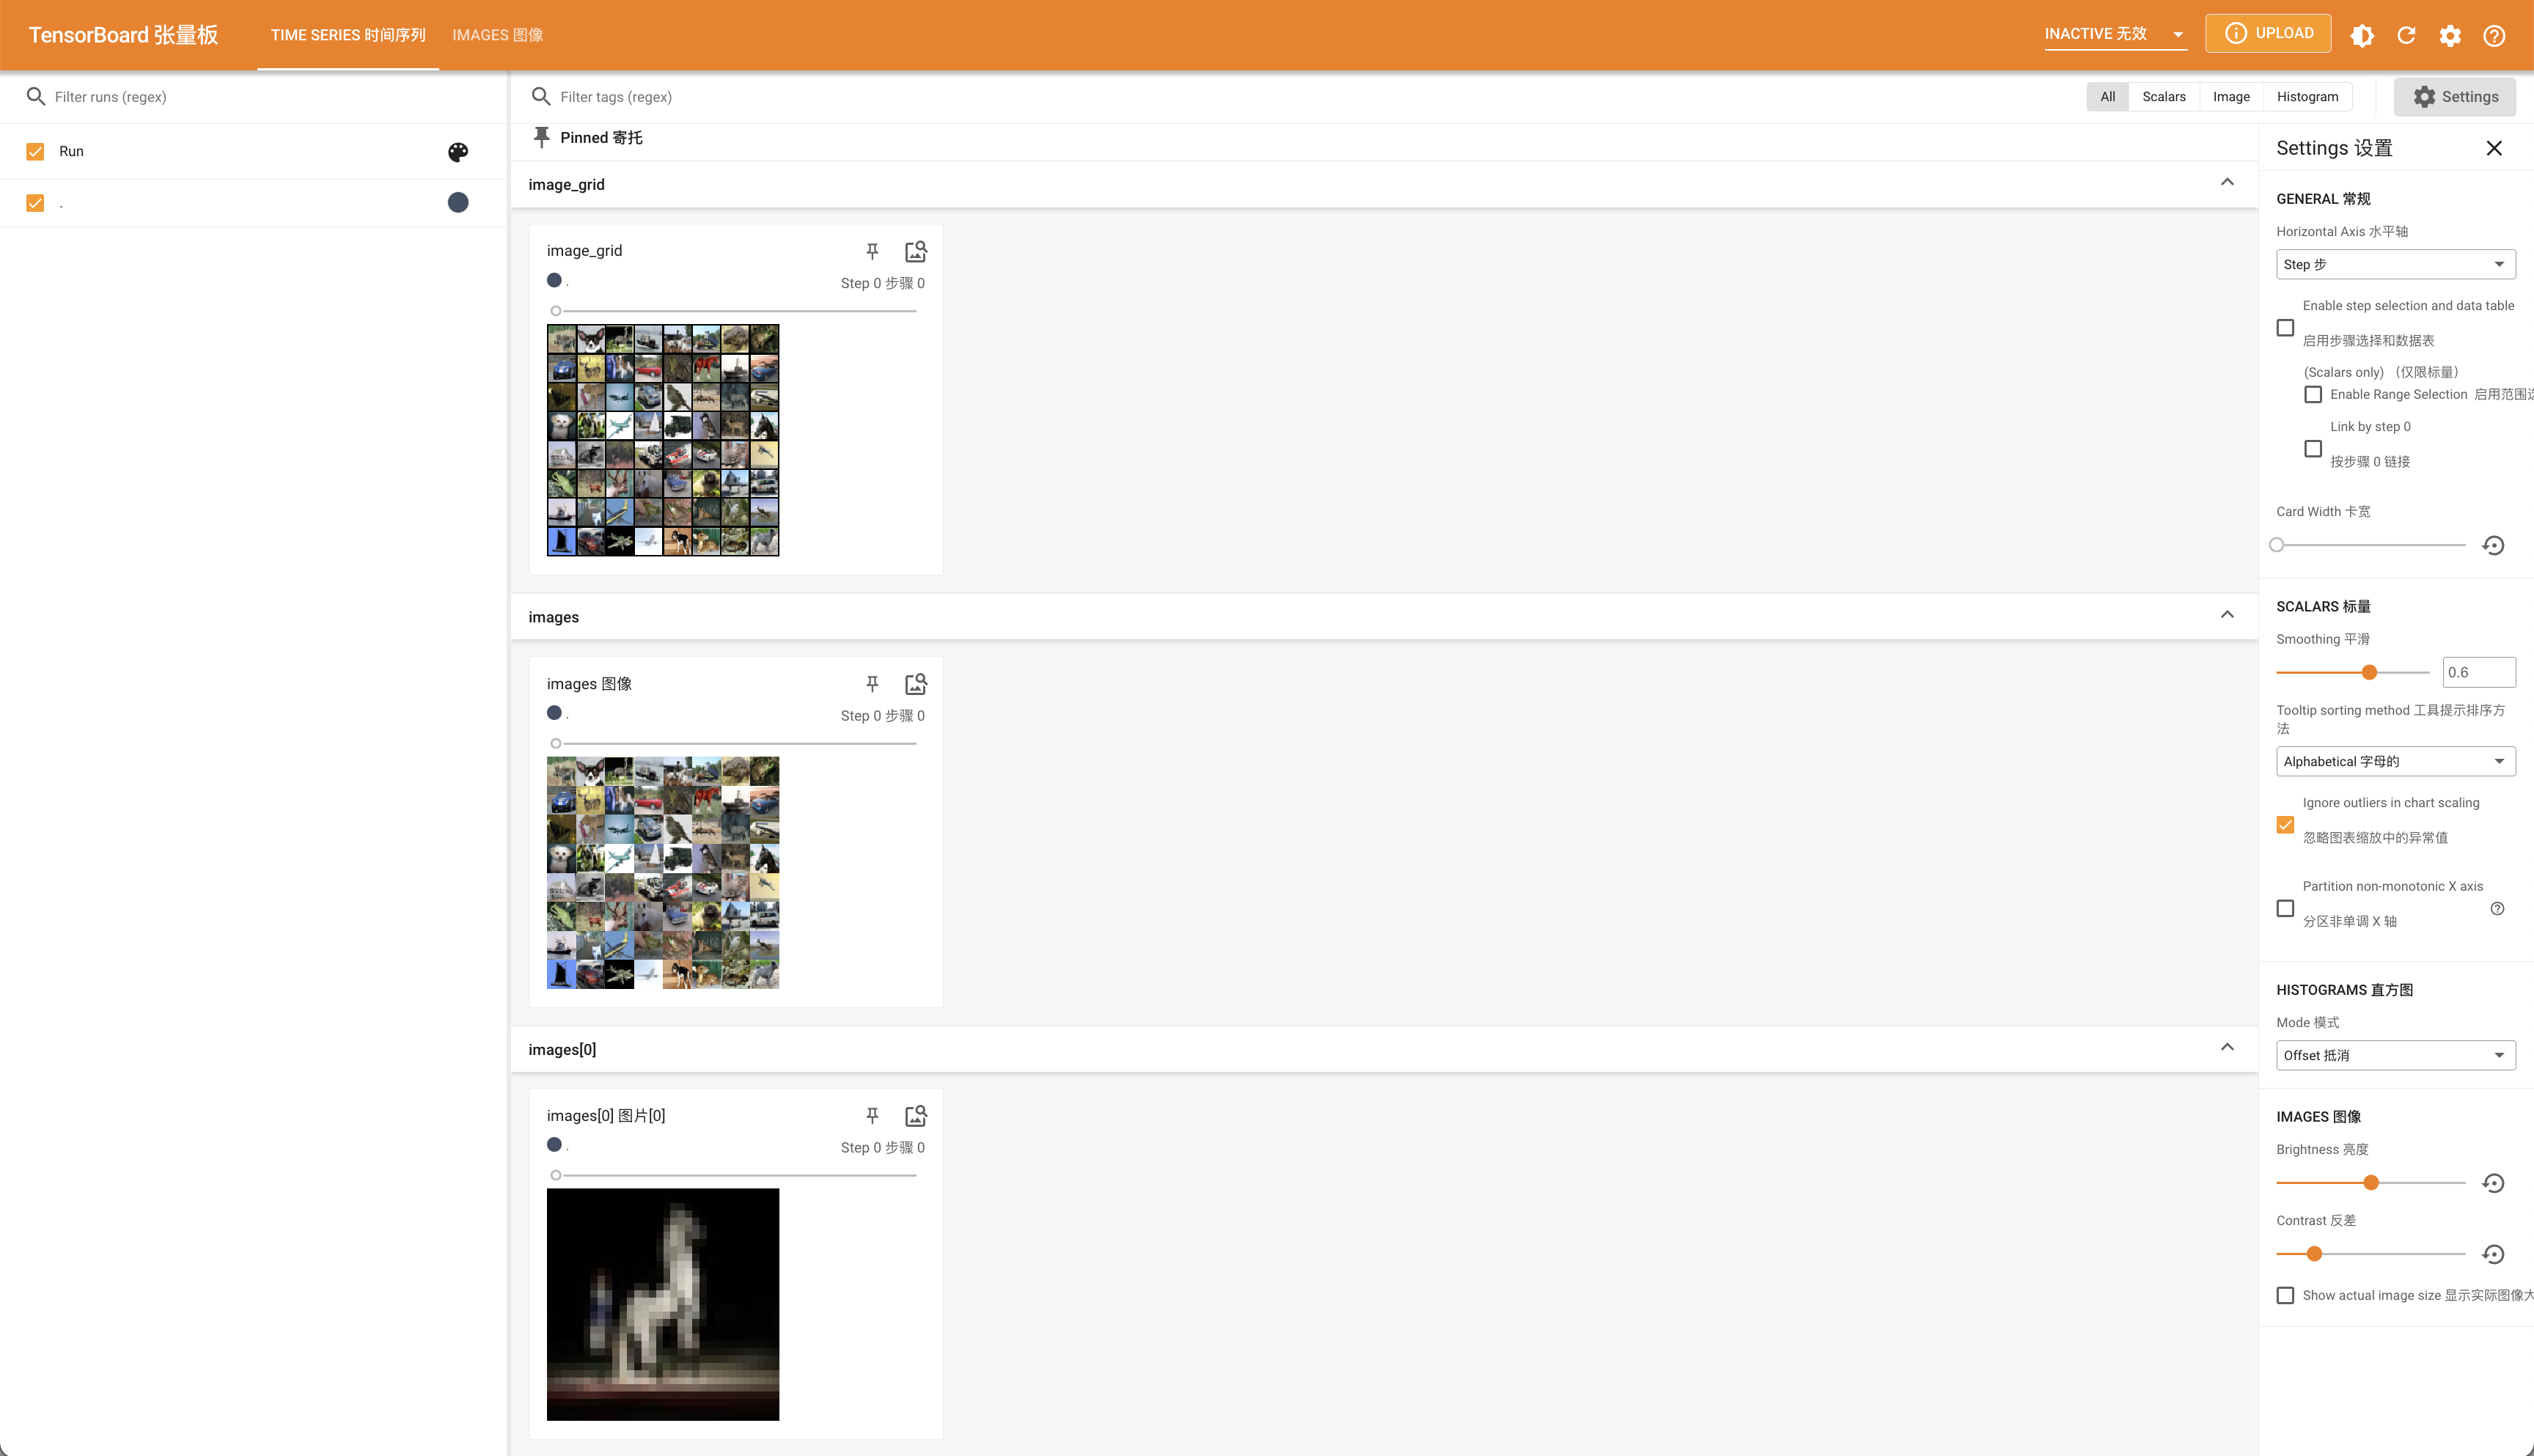 TensorBoard 张量板
TIME SERIES 时间序列
IMAGES 图像
INACTIVE 无效
UPLOAD
Filter runs (regex)
Run
.
Filter tags (regex)
All
Scalars
Image
Histogram
Settings
Pinned 寄托
image_grid
image_grid
.
Step 0 步骤 0
images
images 图像
.
Step 0 步骤 0
images[0]
images[0] 图片[0]
.
Step 0 步骤 0
Settings 设置
GENERAL 常规
Horizontal Axis 水平轴
Step 步
Enable step selection and data table
启用步骤选择和数据表
(Scalars only) （仅限标量）
Enable Range Selection 启用范围
Link by step 0
按步骤 0 链接
Card Width 卡宽
SCALARS 标量
Smoothing 平滑
0.6
Tooltip sorting method 工具提示排序方
法
Alphabetical 字母的
Ignore outliers in chart scaling
忽略图表缩放中的异常值
Partition non-monotonic X axis
分区非单调 X 轴
HISTOGRAMS 直方图
Mode 模式
Offset 抵消
IMAGES 图像
Brightness 亮度
Contrast 反差
Show actual image size 显示实际图像大